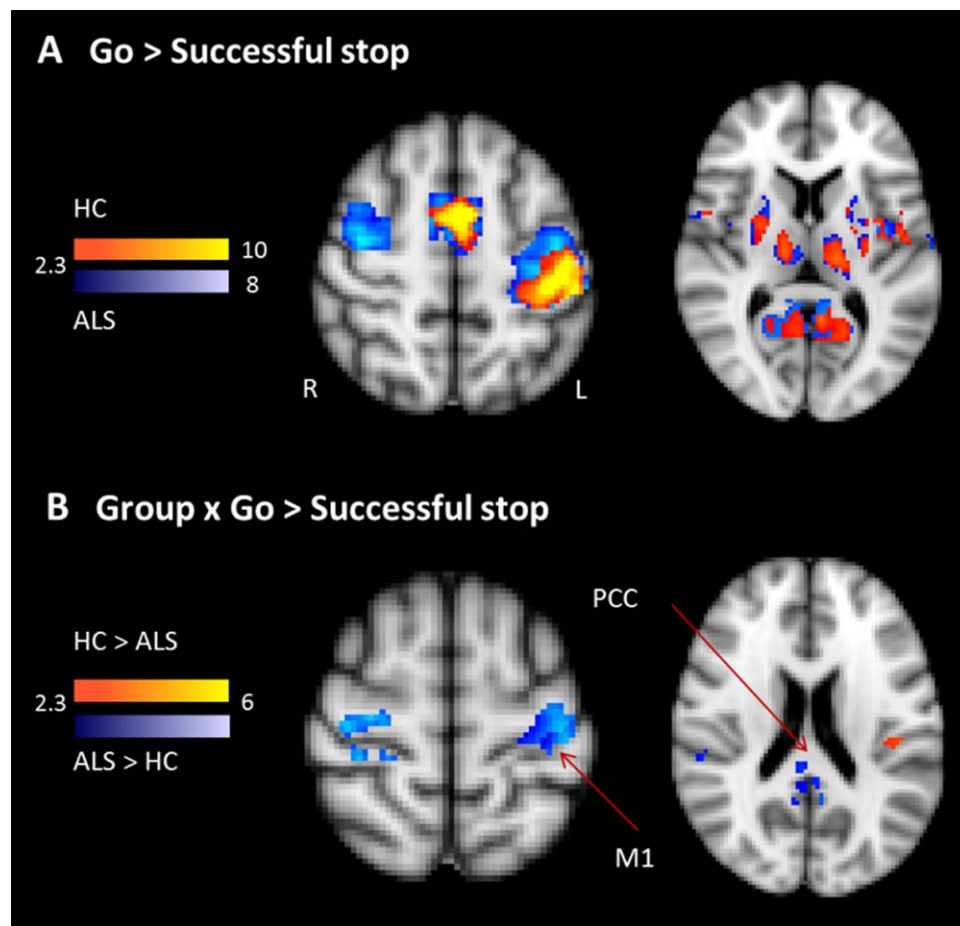 A Go > Successful stop
HC
2.3
10
8
ALS
R
L
B Group x Go > Successful stop
PCC
HC > ALS
2.3
6
ALS > HC
M1